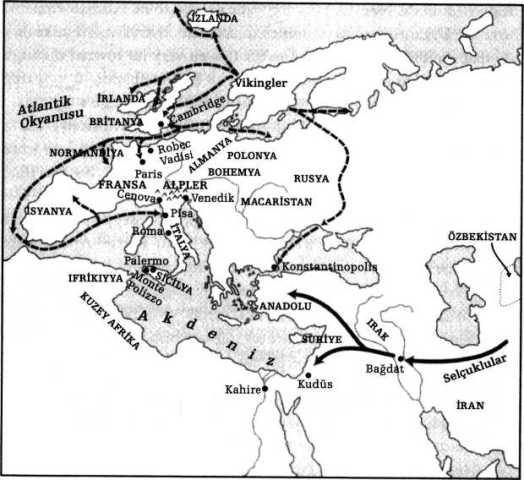 İZLANDA
Vikingler
Atlantik
Okyanusu
İRLANDA
BRİTANYA
Cambridge
NORMANDİYA
Robec
Vadisi
Paris
ALMANYA
POLONYA
BOHEMYA
RUSYA
FRANSA
ALPLER
Cenova
Venedik
MACARİSTAN
İSYANYA
Pisa
Roma
İTALYA
ÖZBEKİSTAN
Konstantinopolis
Palermo
SİCİLYA
Monte
Polizzo
İFRİKIYYA
KUZEY AFRİKA
Akdeniz
ANADOLU
SURİYE
IRAK
Bağdat
Selçuklular
Kahire
Kudüs
İRAN